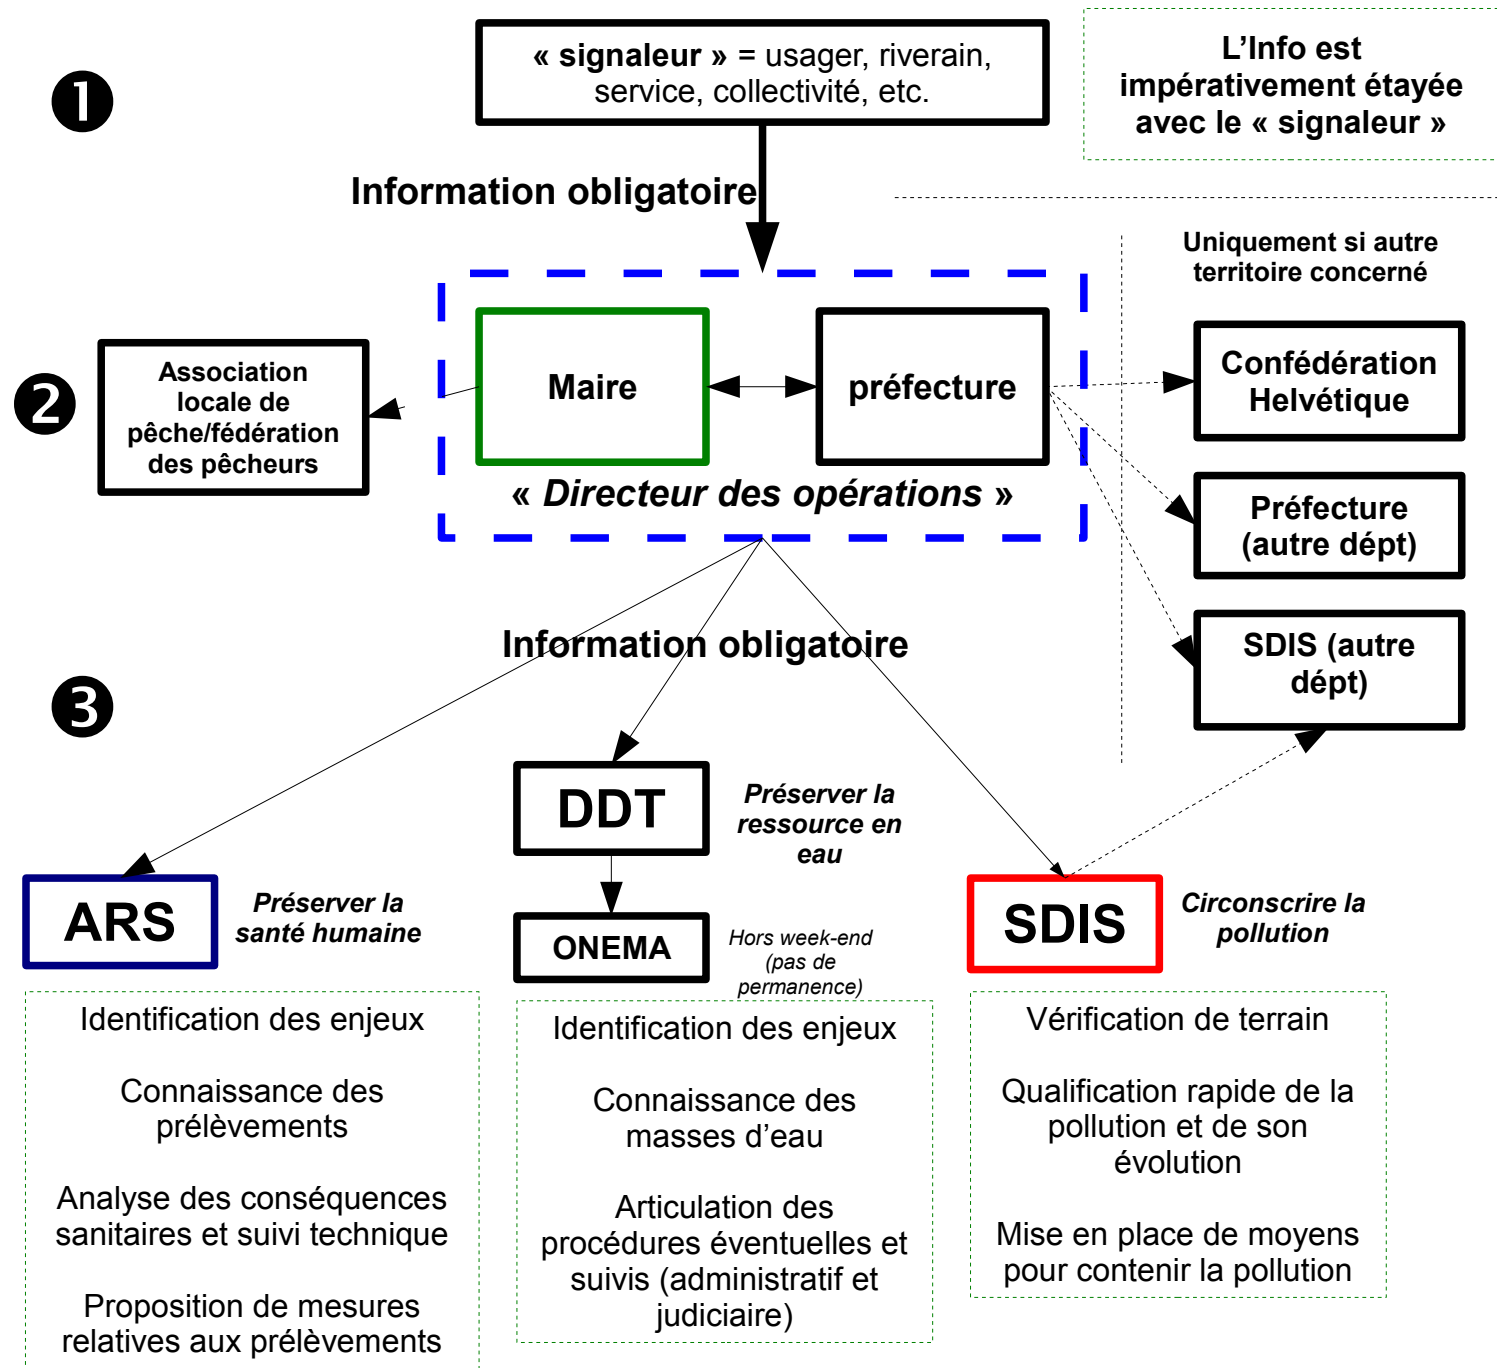 ❶
« signaleur » = usager, riverain,
service, collectivité, etc.
L’Info est
impérativement étayée
avec le « signaleur »
Information obligatoire
Uniquement si autre
territoire concerné
❷
Association
locale de
pêche/fédération
des pêcheurs
Maire
préfecture
« Directeur des opérations »
Confédération
Helvétique
Préfecture
(autre dépt)
SDIS (autre
dépt)
Information obligatoire
❸
ARS
Préserver la
santé humaine
DDT
Préserver la
ressource en
eau
ONEMA
Hors week-end
(pas de
permanence)
SDIS
Circonscrire la
pollution
Identification des enjeux
Connaissance des
prélèvements
Analyse des conséquences
sanitaires et suivi technique
Proposition de mesures
relatives aux prélèvements
Identification des enjeux
Connaissance des
masses d’eau
Articulation des
procédures éventuelles et
suivis (administratif et
judiciaire)
Vérification de terrain
Qualification rapide de la
pollution et de son
évolution
Mise en place de moyens
pour contenir la pollution